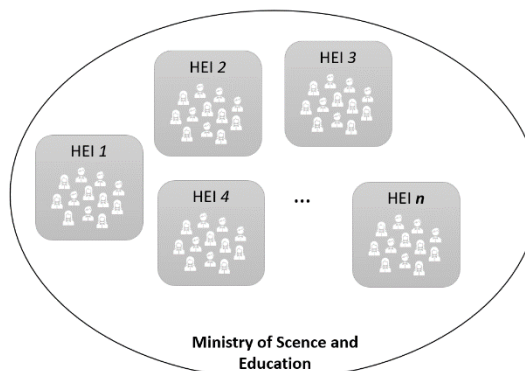 HEI 2
HEI 3
HEI 1
HEI 4
...
HEI n
Ministry of Scence and
Education